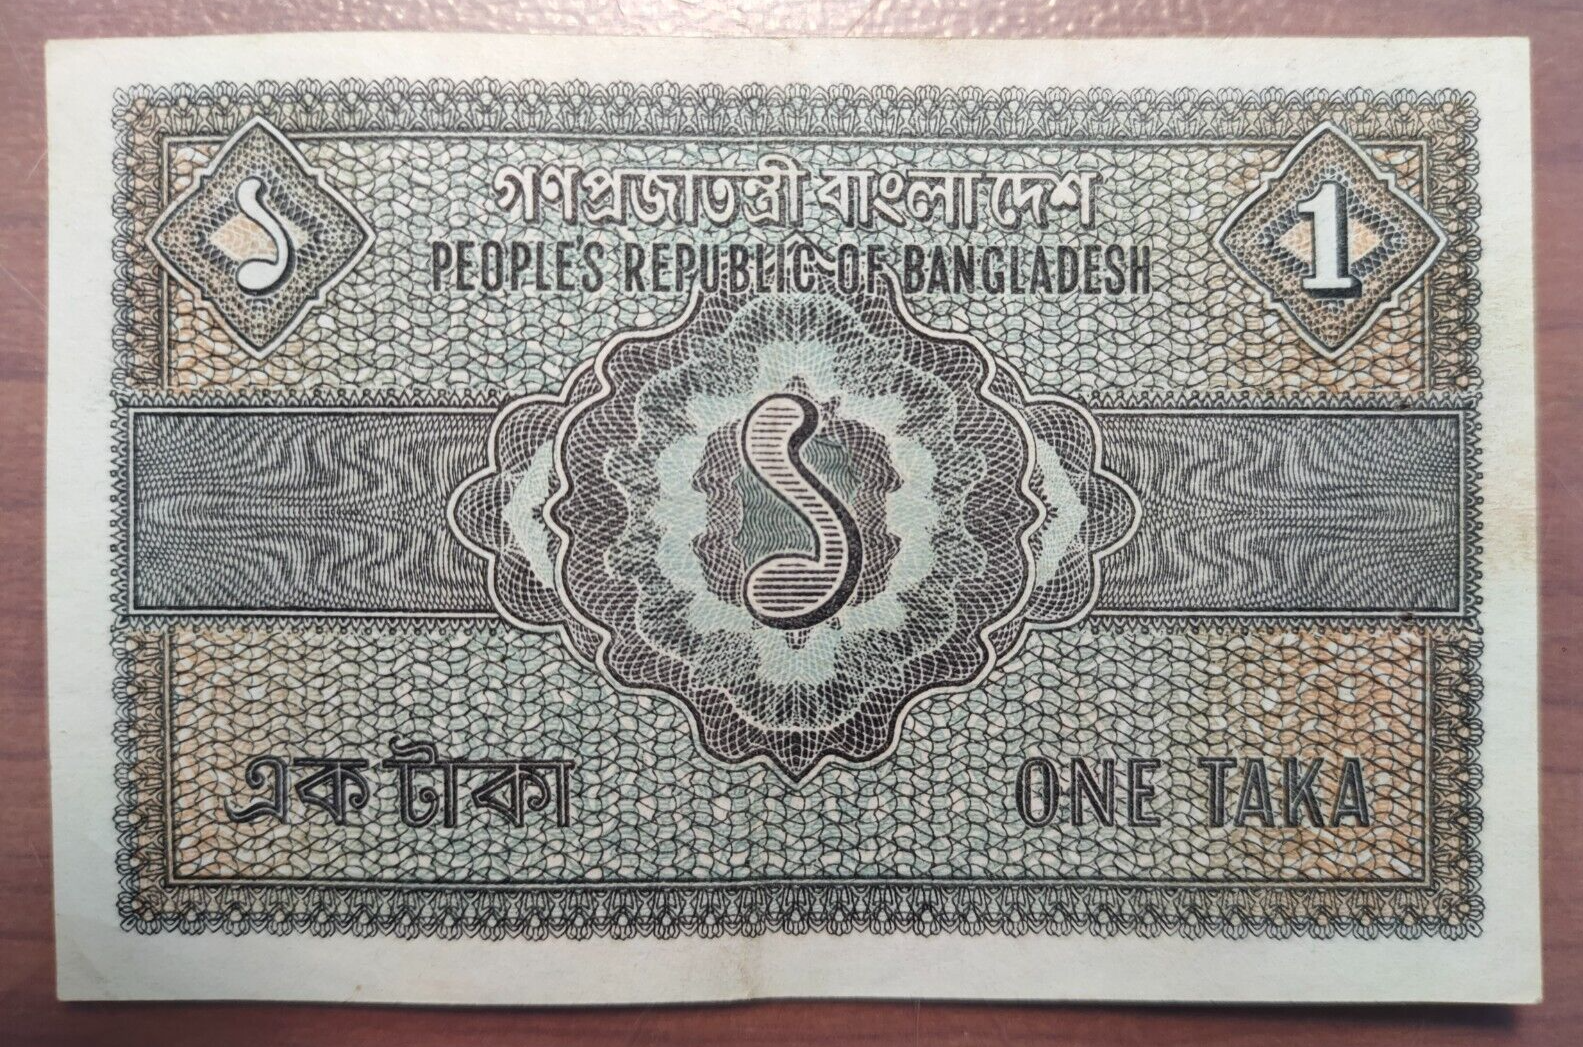 গণপ্রজাতন্ত্রী বাংলাদেশ
PEOPLE'S REPUBLIC OF BANGLADESH
১
1
১
এক টাকা
ONE TAKA